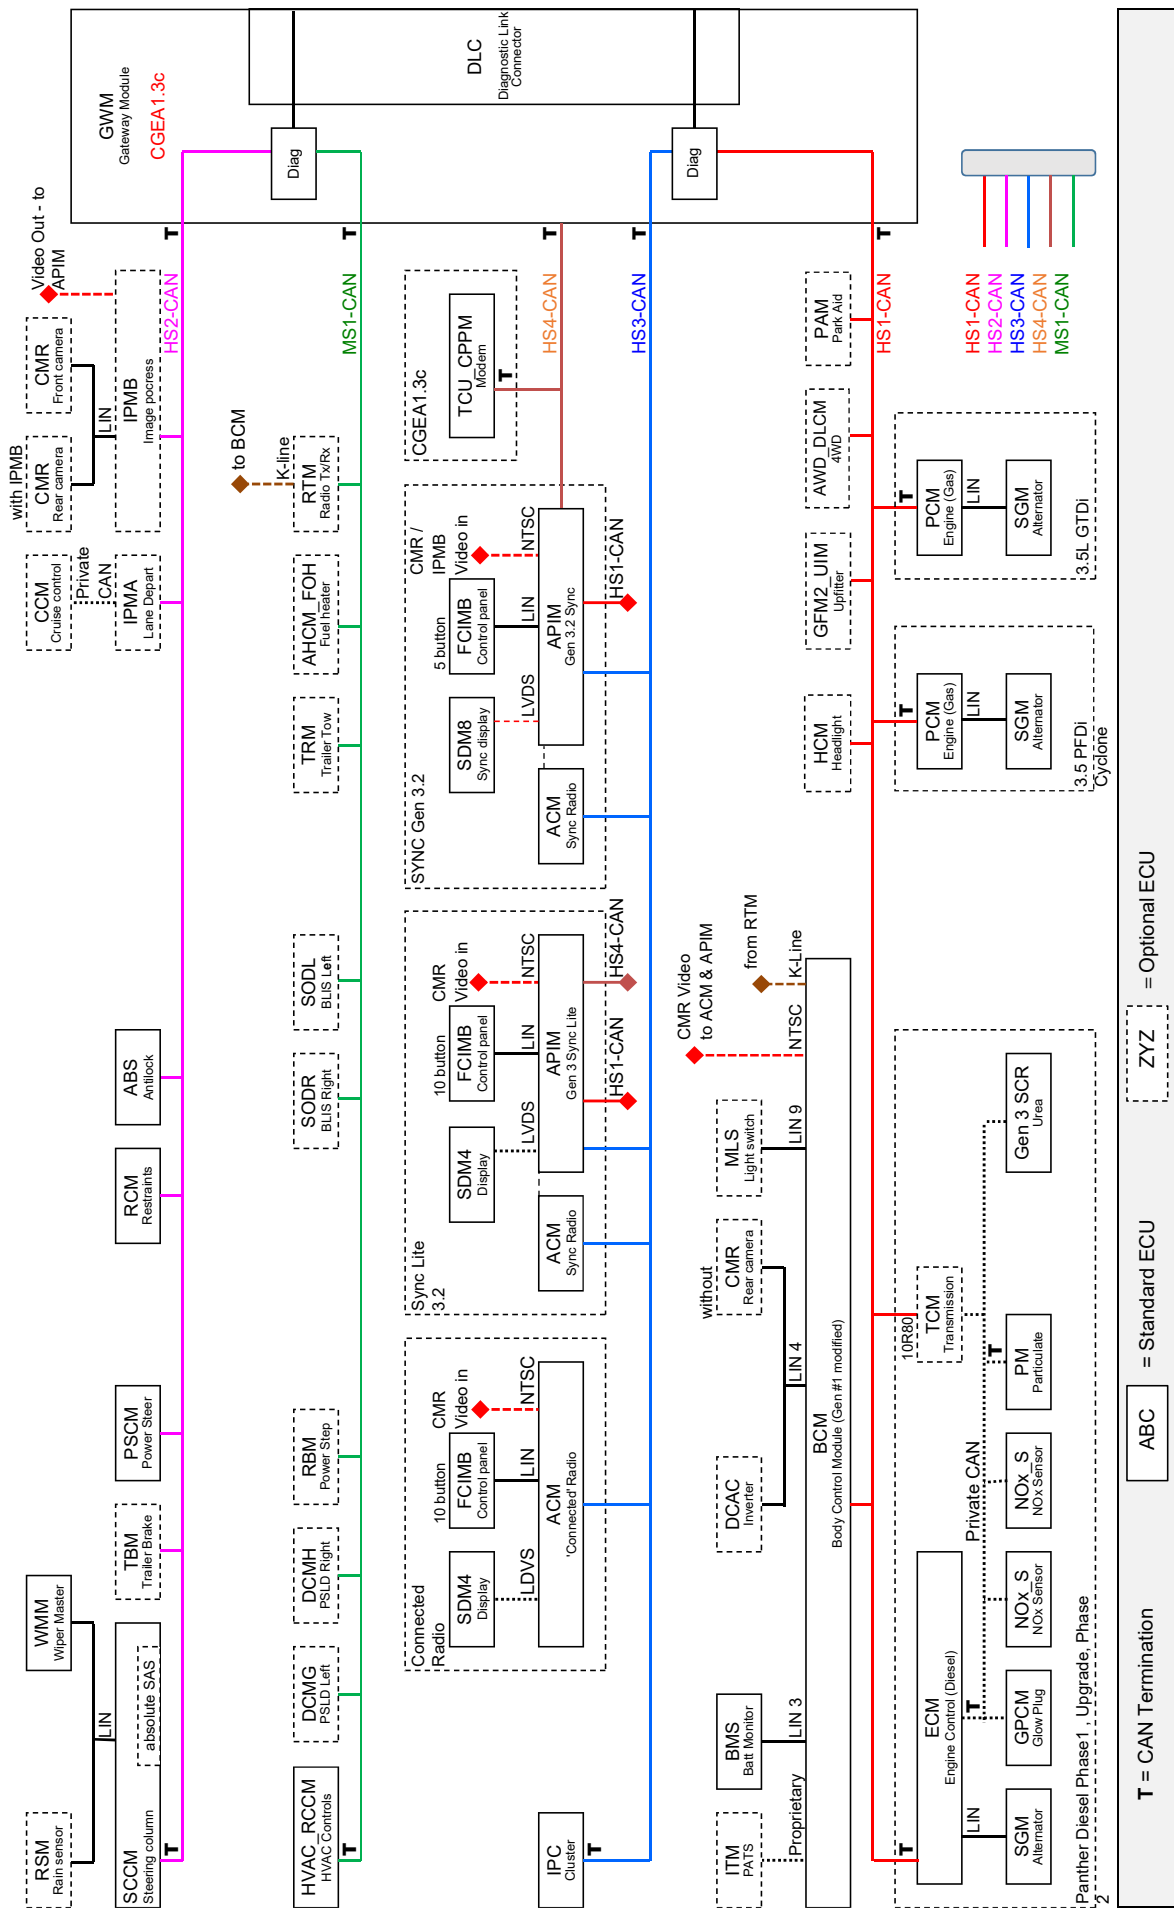 RSM
Rain sensor
WMM
Wiper Master
LIN
SCCM
Steering column
absolute SAS
T
TBM
Trailer Brake
PSCM
Power Steer
RCM
Restraints
ABS
Antilock
CCM
Cruise control
Private
CAN
IPMA
Lane Depart
with IPMB
CMR
Rear camera
CMR
Front camera
LIN
IPMB
Image pocress
Video Out - to
APIM
HS2-CAN
T
GWM
Gateway Module
CGEA1.3c
Diag
DLC
Diagnostic Link
Connector
Diag
HVAC_RCCM
HVAC Controls
T
DCMG
PSLD Left
DCMH
PSLD Right
RBM
Power Step
SODR
BLIS Right
SODL
BLIS Left
TRM
Trailer Tow
AHCM_FOH
Fuel heater
to BCM
K-line
RTM
Radio Tx/Rx
MS1-CAN
T
IPC
Cluster
T
Connected
Radio
SDM4
Display
LDVS
10 button
FCIMB
Control panel
LIN
CMR
Video in
NTSC
ACM
'Connected' Radio
Sync Lite
3.2
ACM
Sync Radio
SDM4
Display
LVDS
10 button
FCIMB
Control panel
LIN
CMR
Video in
NTSC
APIM
Gen 3 Sync Lite
HS1-CAN
HS4-CAN
SYNC Gen 3.2
ACM
Sync Radio
SDM8
Sync display
LVDS
5 button
FCIMB
Control panel
LIN
CMR /
IPMB
Video in
NTSC
APIM
Gen 3.2 Sync
HS1-CAN
CGEA1.3c
TCU_CPPM
Modem
T
HS4-CAN
T
HS3-CAN
T
ITM
PATS
Proprietary
BMS
Batt Monitor
LIN 3
DCAC
Inverter
without
CMR
Rear camera
LIN 4
MLS
Light switch
LIN 9
CMR Video
to ACM & APIM
NTSC
from RTM
K-Line
BCM
Body Control Module (Gen #1 modified)
HCM
Headlight
GFM2_UIM
Upfitter
AWD_DLCM
4WD
PAM
Park Aid
HS1-CAN
T
T
ECM
Engine Control (Diesel)
T
LIN
SGM
Alternator
GPCM
Glow Plug
NOx_S
NOx Sensor
NOx_S
NOx Sensor
Private CAN
T
PM
Particulate
10R80
TCM
Transmission
Gen 3 SCR
Urea
Panther Diesel Phase1 , Upgrade, Phase
2
T
PCM
Engine (Gas)
LIN
SGM
Alternator
3.5 PFDi
Cyclone
T
PCM
Engine (Gas)
LIN
SGM
Alternator
3.5L GTDi
HS1-CAN
HS2-CAN
HS3-CAN
HS4-CAN
MS1-CAN
T = CAN Termination
ABC
= Standard ECU
ZYZ
= Optional ECU